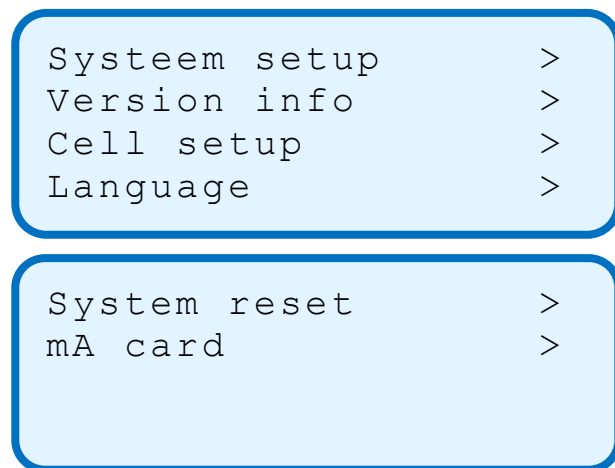 Systeem setup >
Version info >
Cell setup >
Language >
System reset >
mA card >